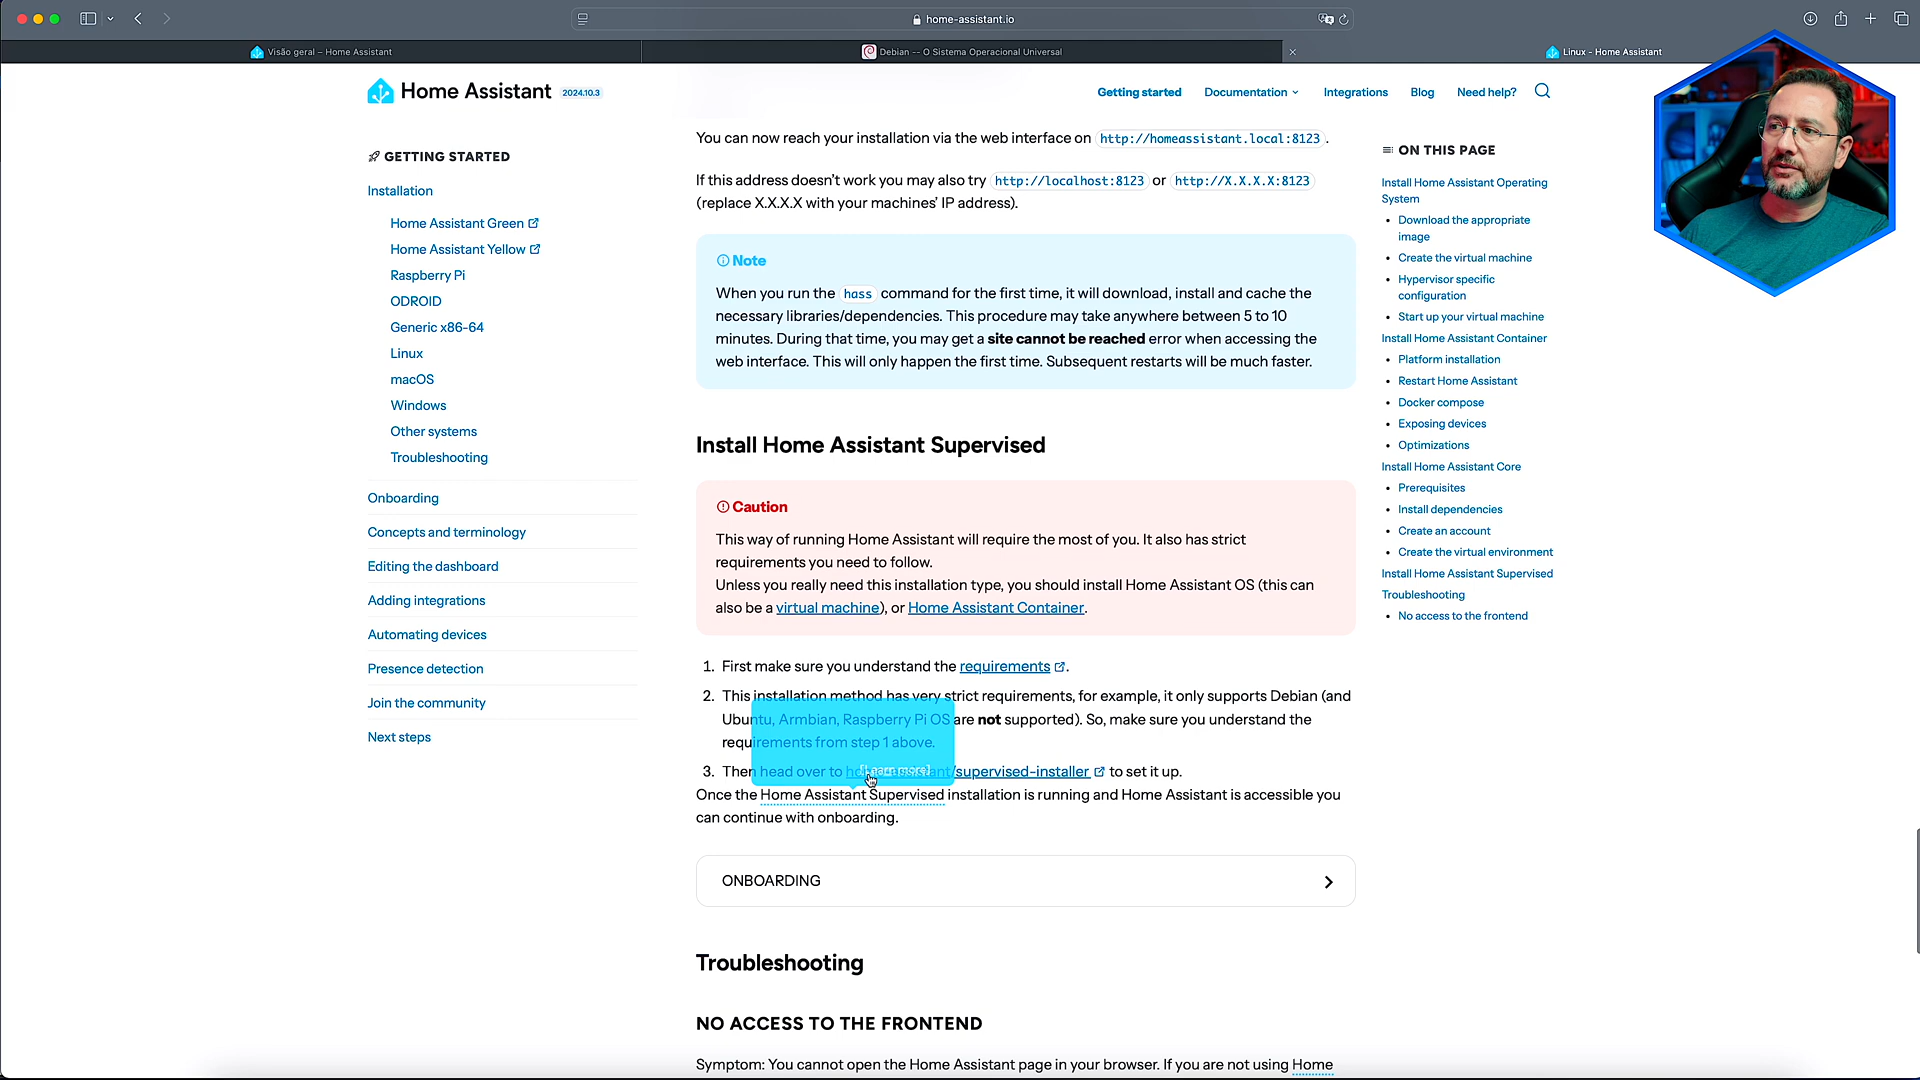 home-assistant.io
Visão geral – Home Assistant
Debian -- O Sistema Operacional Universal
Linux - Home Assistant
Home Assistant 2024.10.3
Getting started
Documentation
Integrations
Blog
Need help?
GETTING STARTED
Installation
Home Assistant Green
Home Assistant Yellow
Raspberry Pi
ODROID
Generic x86-64
Linux
macOS
Windows
Other systems
Troubleshooting
Onboarding
Concepts and terminology
Editing the dashboard
Adding integrations
Automating devices
Presence detection
Join the community
Next steps
You can now reach your installation via the web interface on http://homeassistant.local:8123 .
If this address doesn't work you may also try http://localhost:8123 or http://X.X.X.X:8123
(replace X.X.X.X with your machines' IP address).
Note
When you run the hass command for the first time, it will download, install and cache the
necessary libraries/dependencies. This procedure may take anywhere between 5 to 10
minutes. During that time, you may get a site cannot be reached error when accessing the
web interface. This will only happen the first time. Subsequent restarts will be much faster.
Install Home Assistant Supervised
Caution
This way of running Home Assistant will require the most of you. It also has strict
requirements you need to follow.
Unless you really need this installation type, you should install Home Assistant OS (this can
also be a virtual machine), or Home Assistant Container.
1. First make sure you understand the requirements .
2. This installation method has very strict requirements, for example, it only supports Debian (and
Ubuntu, Armbian, Raspberry Pi OS are not supported). So, make sure you understand the
requirements from step 1 above.
[Learn more]
3. Then head over to /supervised-installer to set it up.
Once the Home Assistant Supervised installation is running and Home Assistant is accessible you
can continue with onboarding.
ONBOARDING
Troubleshooting
NO ACCESS TO THE FRONTEND
Symptom: You cannot open the Home Assistant page in your browser. If you are not using Home
ON THIS PAGE
Install Home Assistant Operating
System
• Download the appropriate
image
• Create the virtual machine
• Hypervisor specific
configuration
• Start up your virtual machine
Install Home Assistant Container
• Platform installation
• Restart Home Assistant
• Docker compose
• Exposing devices
• Optimizations
Install Home Assistant Core
• Prerequisites
• Install dependencies
• Create an account
• Create the virtual environment
Install Home Assistant Supervised
Troubleshooting
• No access to the frontend